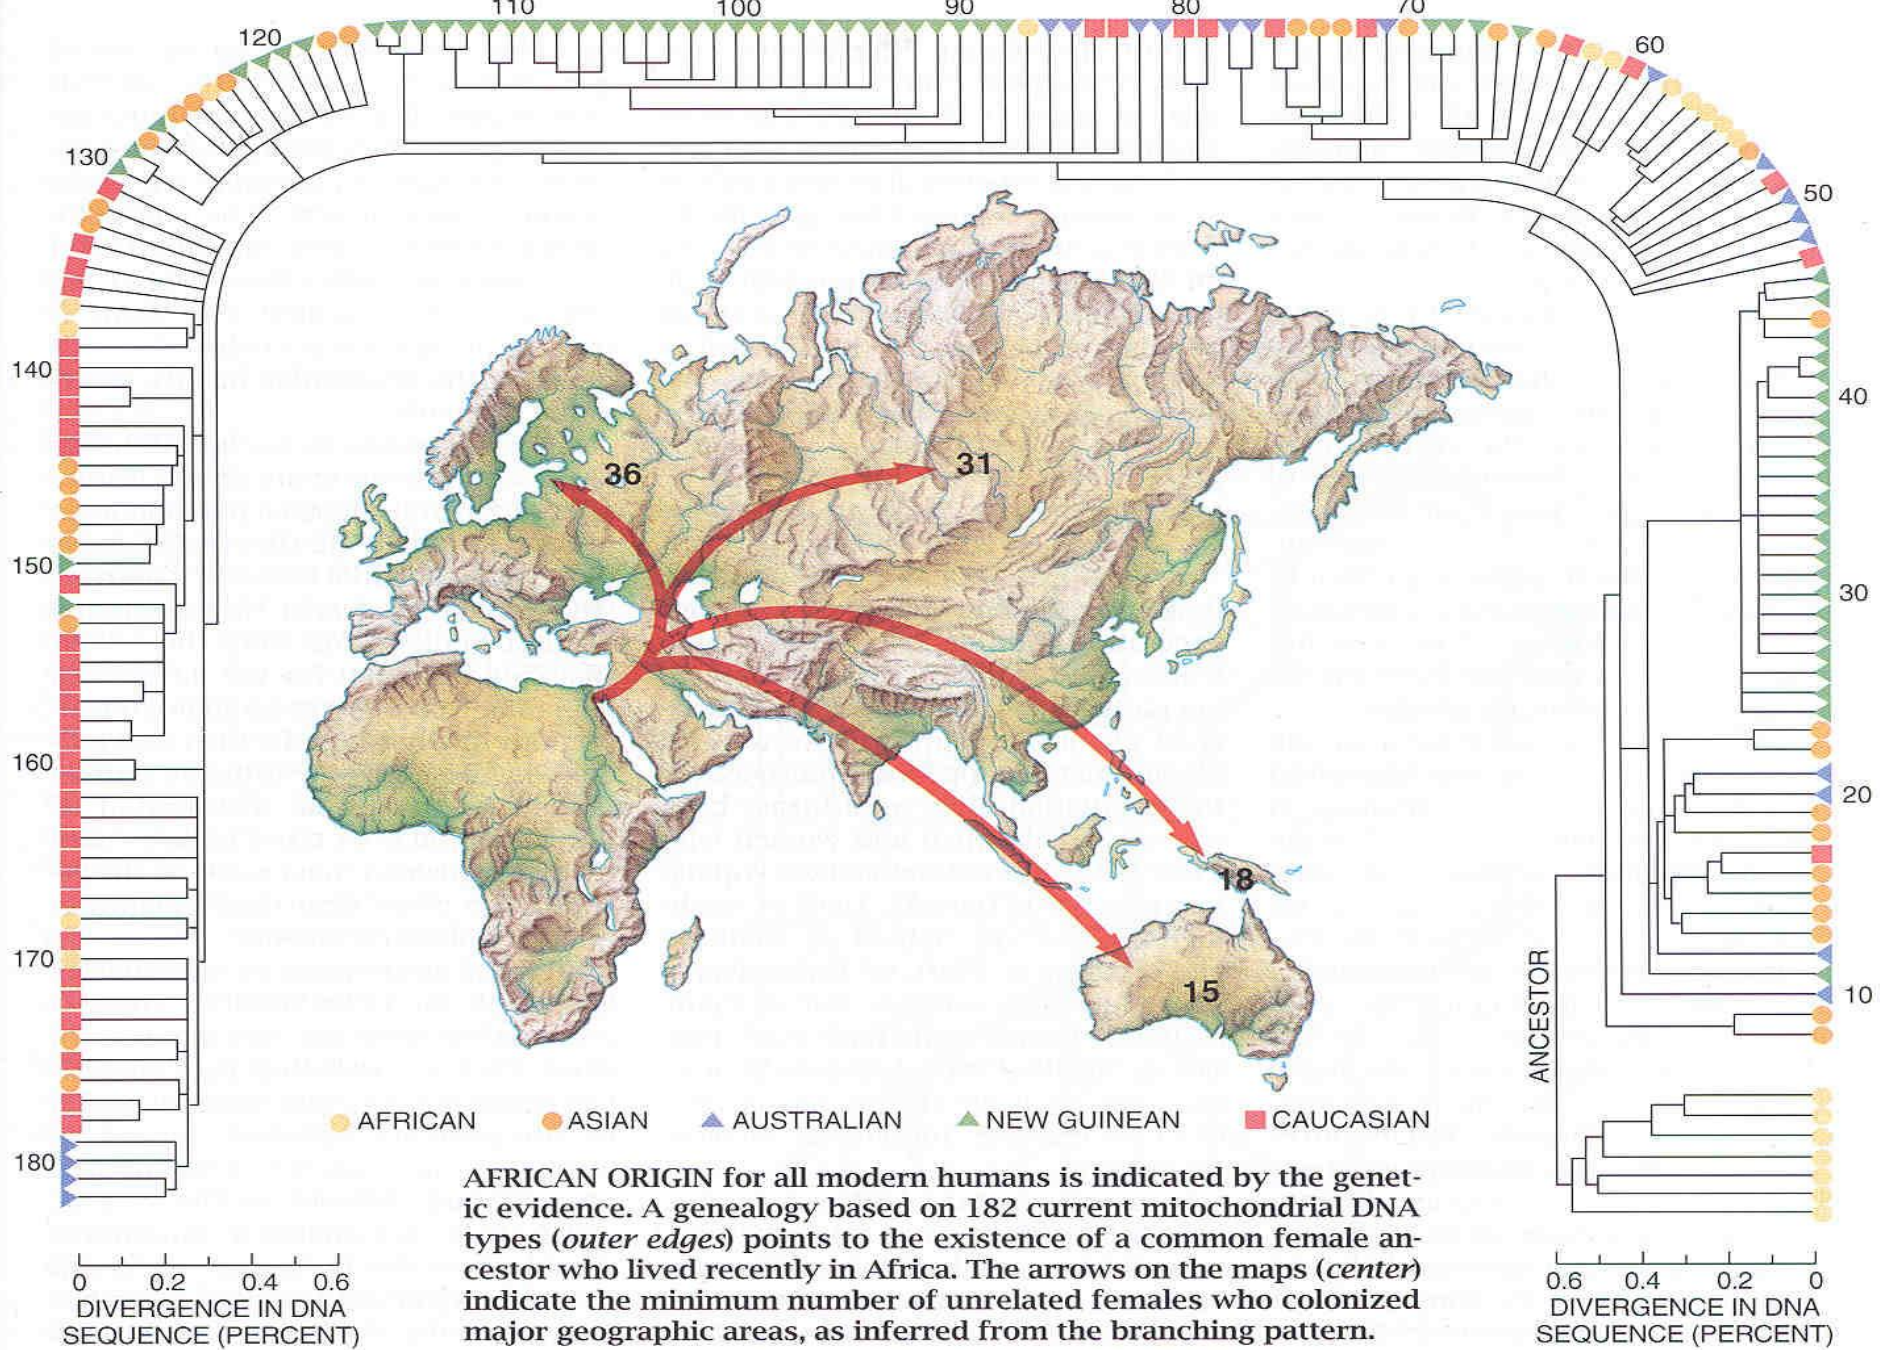 110
100
90
80
70
120
60
130
50
140
40
36
31
150
30
160
20
18
170
15
10
ANCESTOR
180
AFRICAN
ASIAN
AUSTRALIAN
NEW GUINEAN
CAUCASIAN
AFRICAN ORIGIN for all modern humans is indicated by the genet-
ic evidence. A genealogy based on 182 current mitochondrial DNA
types (outer edges) points to the existence of a common female an-
cestor who lived recently in Africa. The arrows on the maps (center)
indicate the minimum number of unrelated females who colonized
major geographic areas, as inferred from the branching pattern.
0 0.2 0.4 0.6
DIVERGENCE IN DNA
SEQUENCE (PERCENT)
0.6 0.4 0.2 0
DIVERGENCE IN DNA
SEQUENCE (PERCENT)